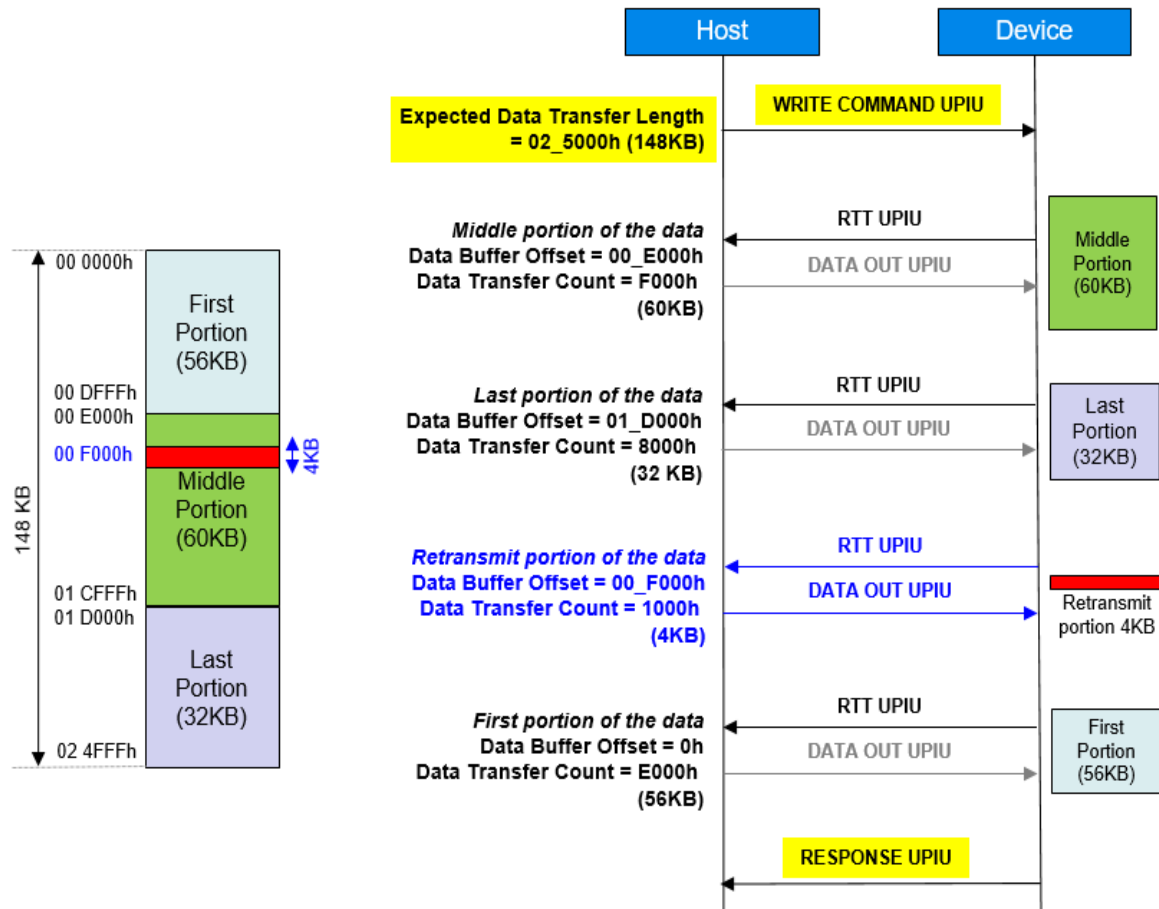 Host
Device
WRITE COMMAND UPIU
Expected Data Transfer Length
= 02_5000h (148KB)
Middle portion of the data
Data Buffer Offset = 00_E000h
Data Transfer Count = F000h
(60KB)
RTT UPIU
DATA OUT UPIU
Middle
Portion
(60KB)
Last portion of the data
Data Buffer Offset = 01_D000h
Data Transfer Count = 8000h
(32 KB)
RTT UPIU
DATA OUT UPIU
Last
Portion
(32KB)
Retransmit portion of the data
Data Buffer Offset = 00_F000h
Data Transfer Count = 1000h
(4KB)
RTT UPIU
DATA OUT UPIU
Retransmit
portion 4KB
First portion of the data
Data Buffer Offset = 0h
Data Transfer Count = E000h
(56KB)
RTT UPIU
DATA OUT UPIU
First
Portion
(56KB)
RESPONSE UPIU
148 KB
00 0000h
First
Portion
(56KB)
00 DFFFh
00 E000h
00 F000h
4KB
Middle
Portion
(60KB)
01 CFFFh
01 D000h
Last
Portion
(32KB)
02 4FFFh